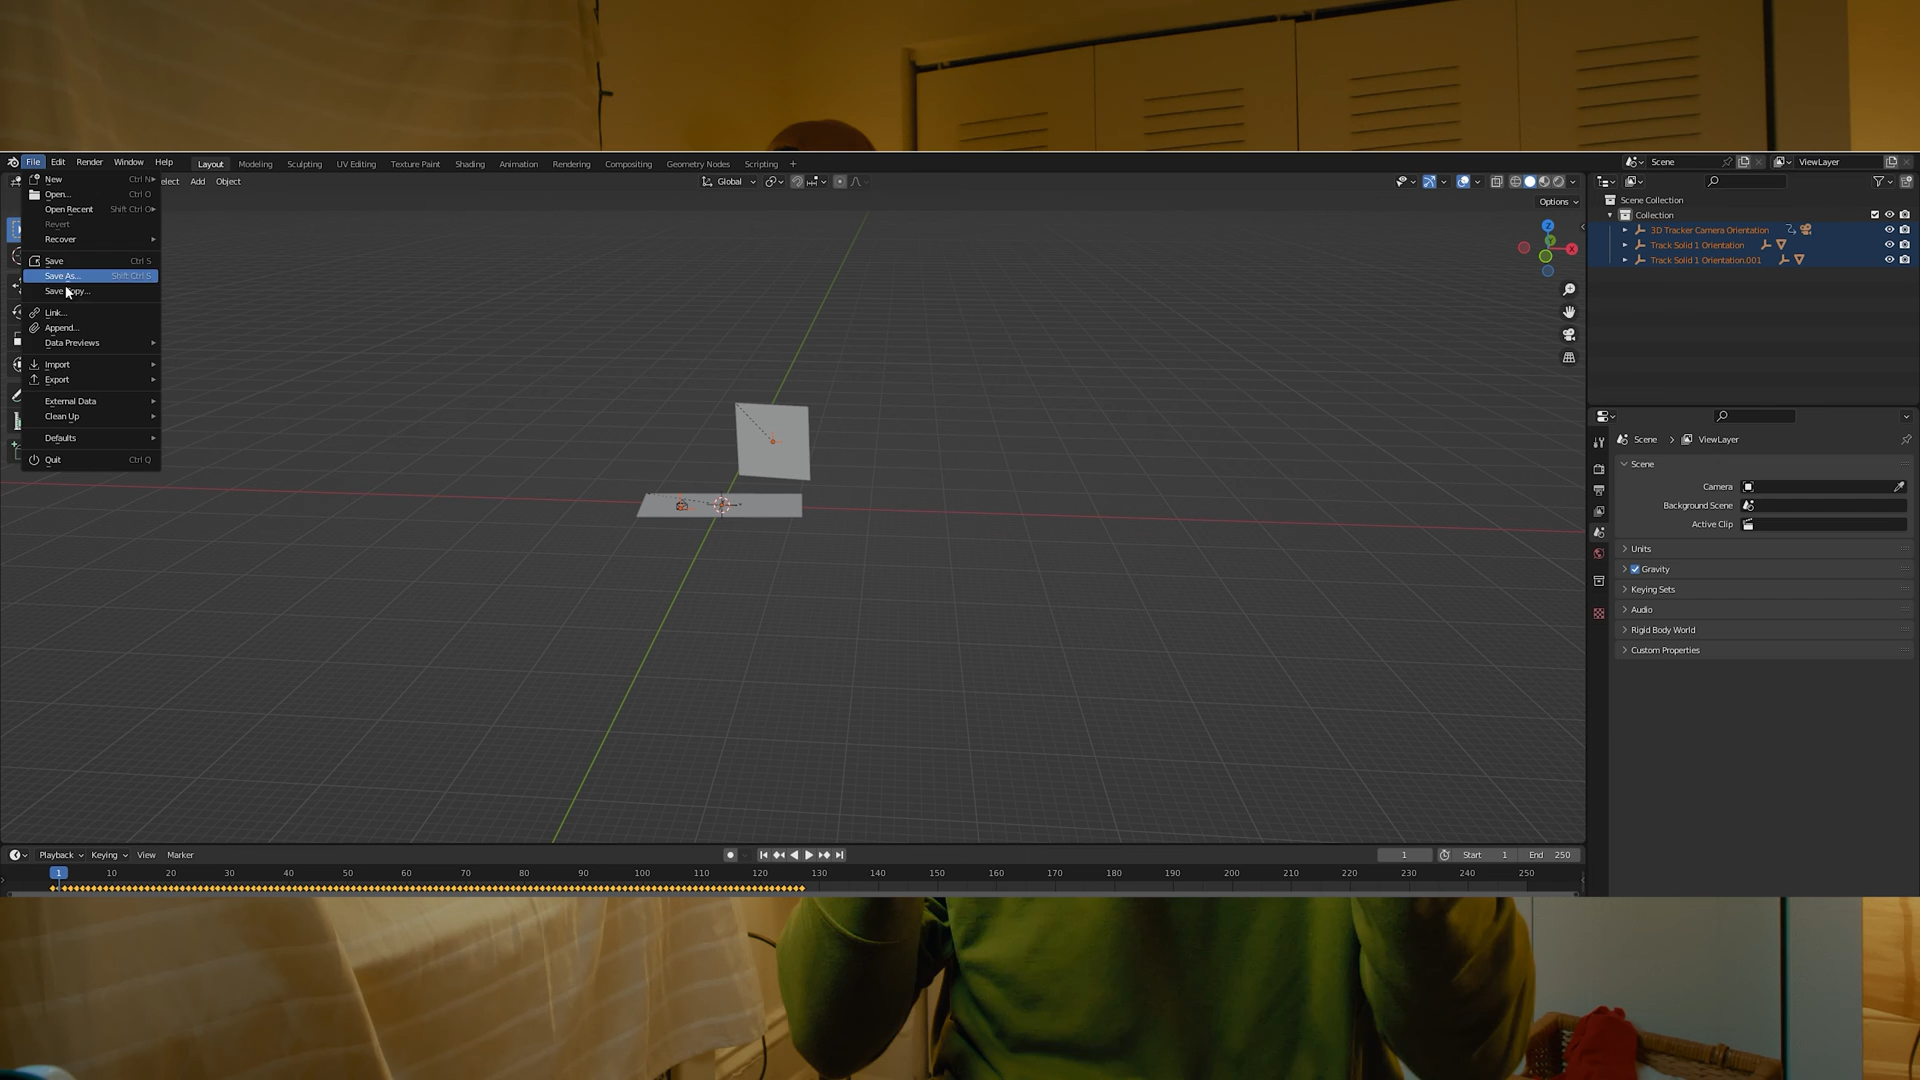 File Edit Render Window Help Layout Modeling Sculpting UV Editing Texture Paint Shading Animation Rendering Compositing Geometry Nodes Scripting + Scene ViewLayer
New Ctrl N
Open... Ctrl O
Open Recent Shift Ctrl O
Revert
Recover
Save Ctrl S
Save As... Shift Ctrl S
Link...
Append...
Data Previews
Import
Export
External Data
Clean Up
Defaults
Quit Ctrl Q
Add Object Global
Options
Z
Y
X
Scene Collection
Collection
3D Tracker Camera Orientation
Track Solid 1 Orientation
Track Solid 1 Orientation.001
Scene > ViewLayer
Scene
Camera
Background Scene
Active Clip
Units
Gravity
Keying Sets
Audio
Rigid Body World
Custom Properties
Playback Keying View Marker 1 Start 1 End 250
1 10 20 30 40 50 60 70 80 90 100 110 120 130 140 150 160 170 180 190 200 210 220 230 240 250